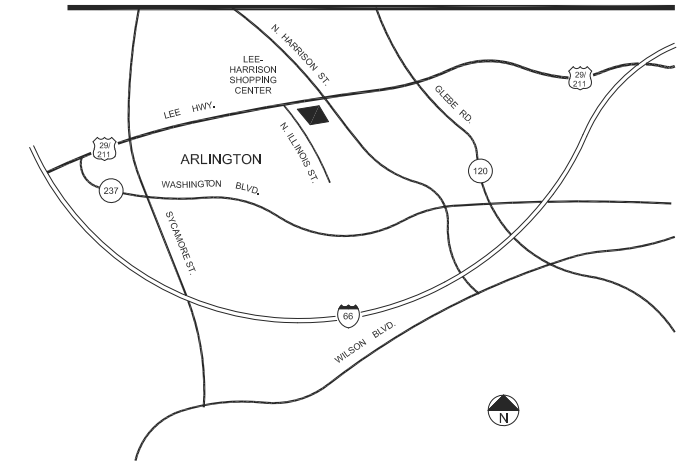 N. HARRISON ST.
LEE-
HARRISON
SHOPPING
CENTER
29/
211
GLEBE RD.
LEE HWY.
N. ILLINOIS ST.
29/
211
ARLINGTON
120
WASHINGTON BLVD.
237
SYCAMORE ST.
66
WILSON BLVD.
N